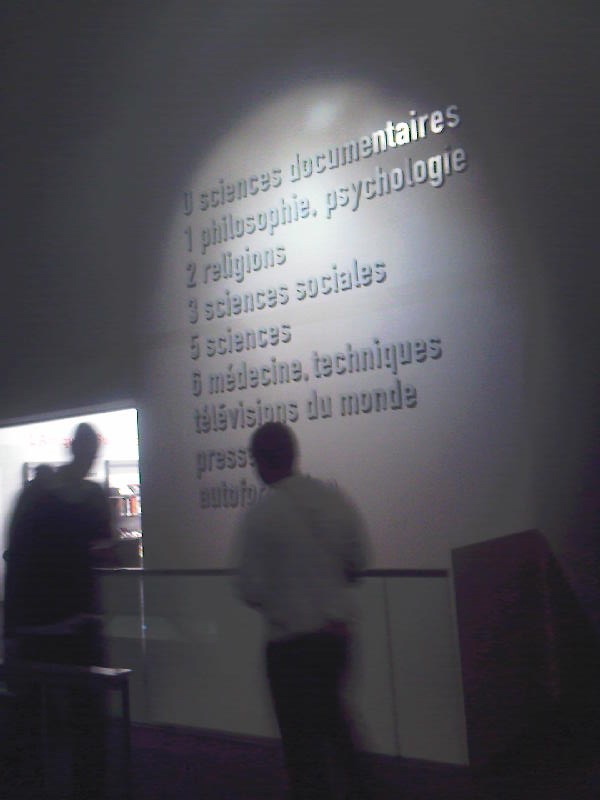 0 sciences documentaires
1 philosophie, psychologie
2 religions
3 sciences sociales
5 sciences
6 médecine, techniques
télévisions du monde